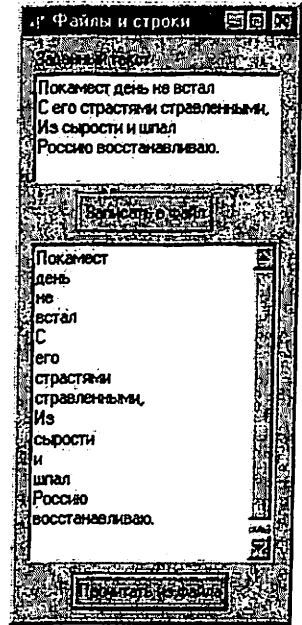 Файлы и строки
Заданный текст
Покамест день не встал
С его страстями стравленными,
Из сырости и шпал
Россию восстанавливаю.
Записать в файл
Покамест
день
не
встал
С
его
страстями
стравленными,
Из
сырости
и
шпал
Россию
восстанавливаю.
Прочитать из файла